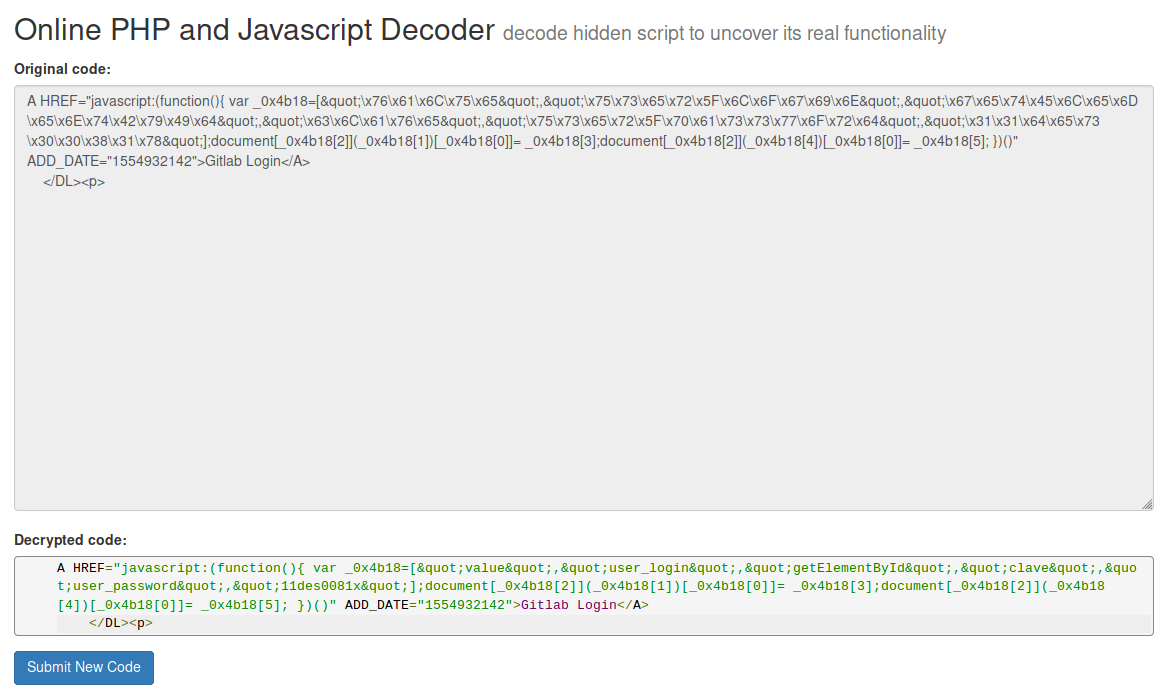 Online PHP and Javascript Decoder decode hidden script to uncover its real functionality
Original code:
A HREF="javascript:(function(){ var _0x4b18=[&quot;\x76\x61\x6C\x75\x65&quot;,&quot;\x75\x73\x65\x72\x5F\x6C\x6F\x67\x69\x6E&quot;,&quot;\x67\x65\x74\x45\x6C\x65\x6D
\x65\x6E\x74\x42\x79\x49\x64&quot;,&quot;\x63\x6C\x61\x76\x65&quot;,&quot;\x75\x73\x65\x72\x5F\x70\x61\x73\x73\x77\x6F\x72\x64&quot;,&quot;\x31\x31\x64\x65\x73
\x30\x30\x38\x31\x78&quot;];document[_0x4b18[2]](_0x4b18[1])[_0x4b18[0]]= _0x4b18[3];document[_0x4b18[2]](_0x4b18[4])[_0x4b18[0]]= _0x4b18[5]; })()"
ADD_DATE="1554932142">Gitlab Login</A>
</DL><p>
Decrypted code:
A HREF="javascript:(function(){ var _0x4b18=[&quot;value&quot;,&quot;user_login&quot;,&quot;getElementById&quot;,&quot;clave&quot;,&quo
t;user_password&quot;,&quot;11des0081x&quot;];document[_0x4b18[2]](_0x4b18[1])[_0x4b18[0]]= _0x4b18[3];document[_0x4b18[2]](_0x4b18
[4])[_0x4b18[0]]= _0x4b18[5]; })()" ADD_DATE="1554932142">Gitlab Login</A>
</DL><p>
Submit New Code